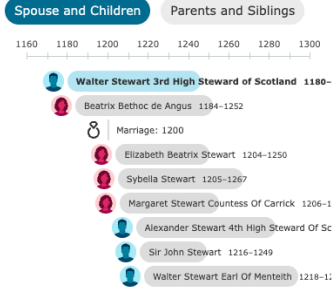 Spouse and Children Parents and Siblings
1160 1180 1200 1220 1240 1260 1280 1300
Walter Stewart 3rd High Steward of Scotland 1180–
Beatrix Bethoc de Angus 1184–1252
Marriage: 1200
Elizabeth Beatrix Stewart 1204–1250
Sybella Stewart 1205–1267
Margaret Stewart Countess Of Carrick 1206–1
Alexander Stewart 4th High Steward Of Sc
Sir John Stewart 1216–1249
Walter Stewart Earl Of Menteith 1218–12